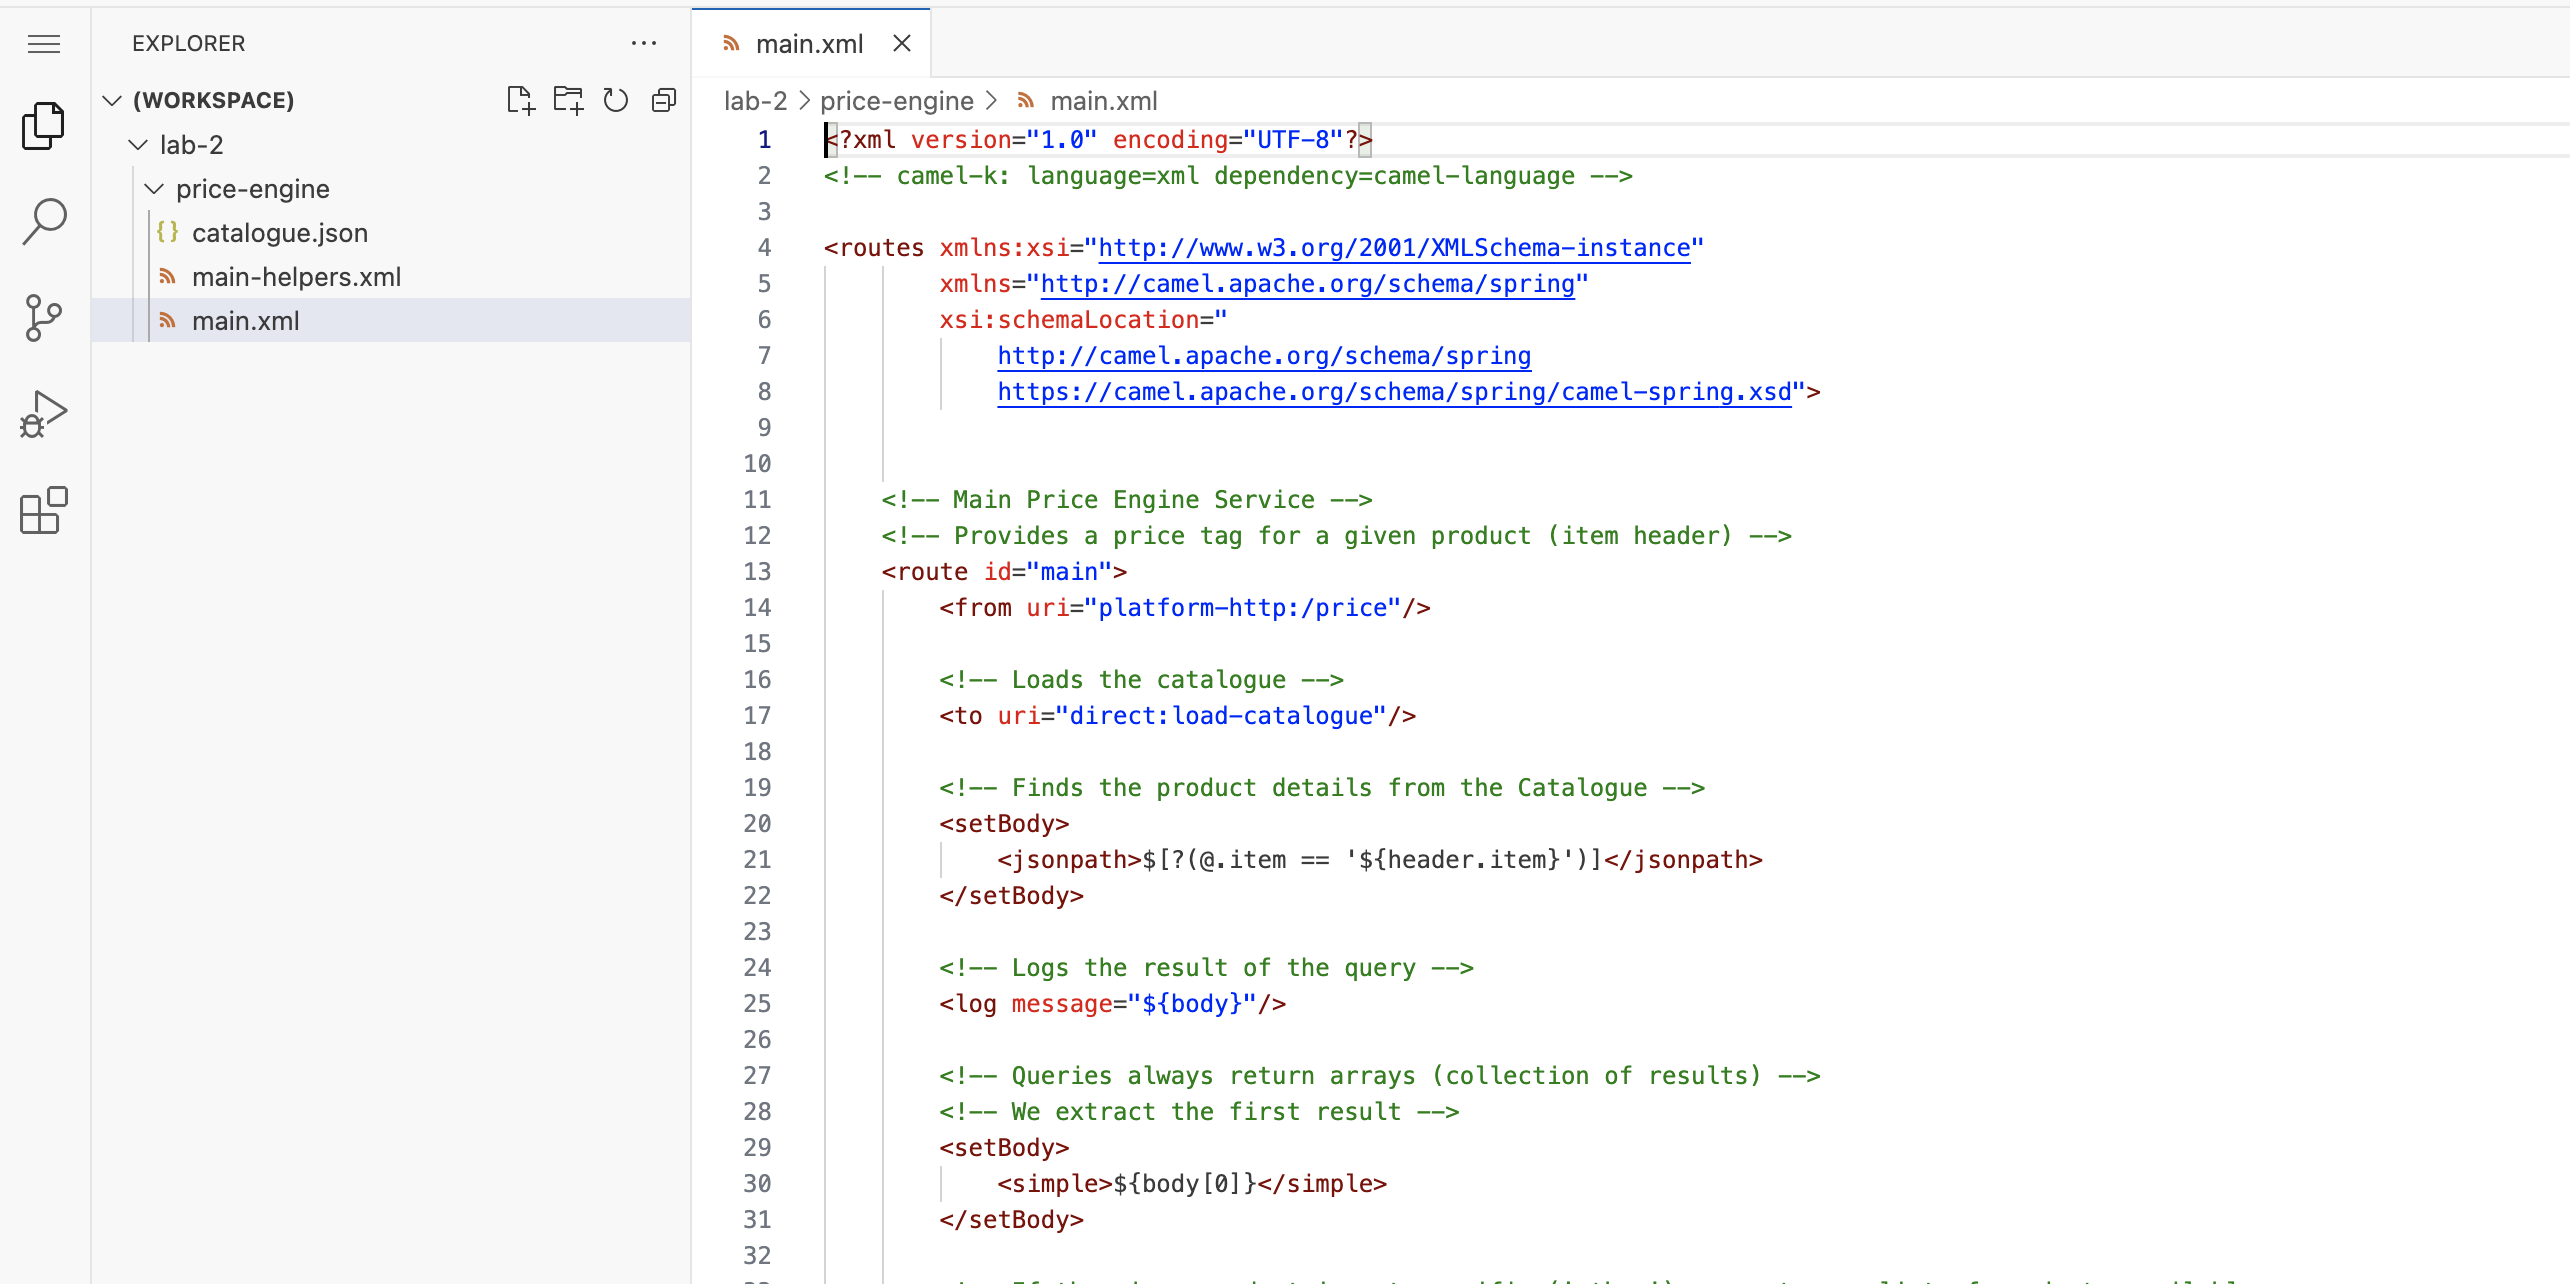 EXPLORER
(WORKSPACE)
lab-2
price-engine
catalogue.json
main-helpers.xml
main.xml
main.xml
lab-2 > price-engine > main.xml
1 <?xml version="1.0" encoding="UTF-8"?>
2 <!-- camel-k: language=xml dependency=camel-language -->
3
4 <routes xmlns:xsi="http://www.w3.org/2001/XMLSchema-instance"
5 xmlns="http://camel.apache.org/schema/spring"
6 xsi:schemaLocation="
7 http://camel.apache.org/schema/spring
8 https://camel.apache.org/schema/spring/camel-spring.xsd">
9
10
11 <!-- Main Price Engine Service -->
12 <!-- Provides a price tag for a given product (item header) -->
13 <route id="main">
14 <from uri="platform-http:/price"/>
15
16 <!-- Loads the catalogue -->
17 <to uri="direct:load-catalogue"/>
18
19 <!-- Finds the product details from the Catalogue -->
20 <setBody>
21 <jsonpath>$[?(@.item == '${header.item}')]</jsonpath>
22 </setBody>
23
24 <!-- Logs the result of the query -->
25 <log message="${body}"/>
26
27 <!-- Queries always return arrays (collection of results) -->
28 <!-- We extract the first result -->
29 <setBody>
30 <simple>${body[0]}</simple>
31 </setBody>
32